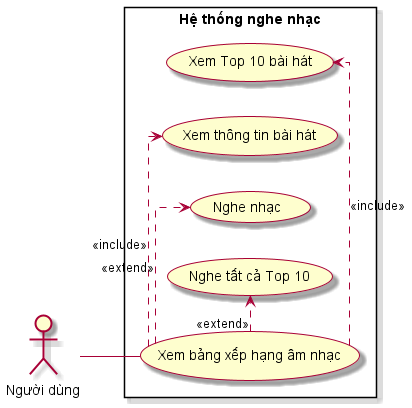 Hệ thống nghe nhạc
Xem Top 10 bài hát
Xem thông tin bài hát
Nghe nhạc
«include»
«include»
«extend»
Nghe tất cả Top 10
«extend»
Xem bảng xếp hạng âm nhạc
Người dùng